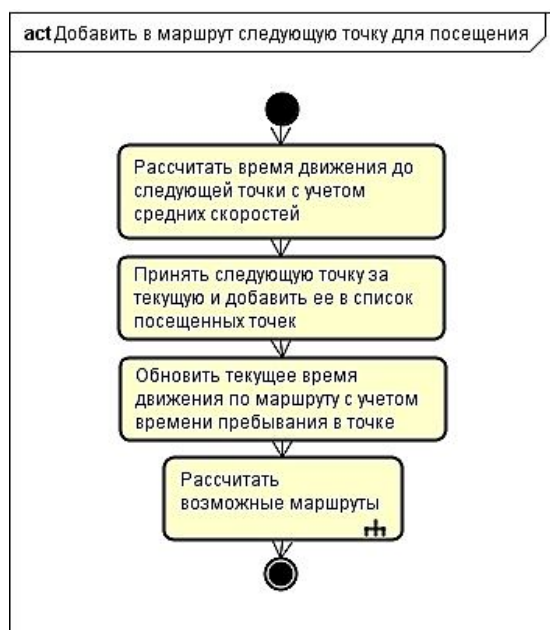 act Добавить в маршрут следующую точку для посещения
Рассчитать время движения до
следующей точки с учетом
средних скоростей
Принять следующую точку за
текущую и добавить ее в список
посещенных точек
Обновить текущее время
движения по маршруту с учетом
времени пребывания в точке
Рассчитать
возможные маршруты